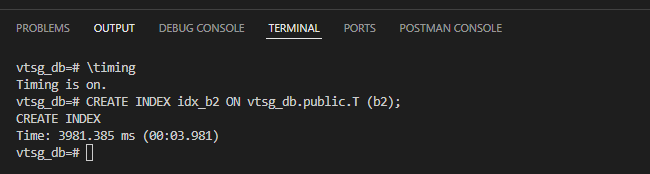 PROBLEMS OUTPUT DEBUG CONSOLE TERMINAL PORTS POSTMAN CONSOLE
vtsg_db=# \timing
Timing is on.
vtsg_db=# CREATE INDEX idx_b2 ON vtsg_db.public.T (b2);
CREATE INDEX
Time: 3981.385 ms (00:03.981)
vtsg_db=#